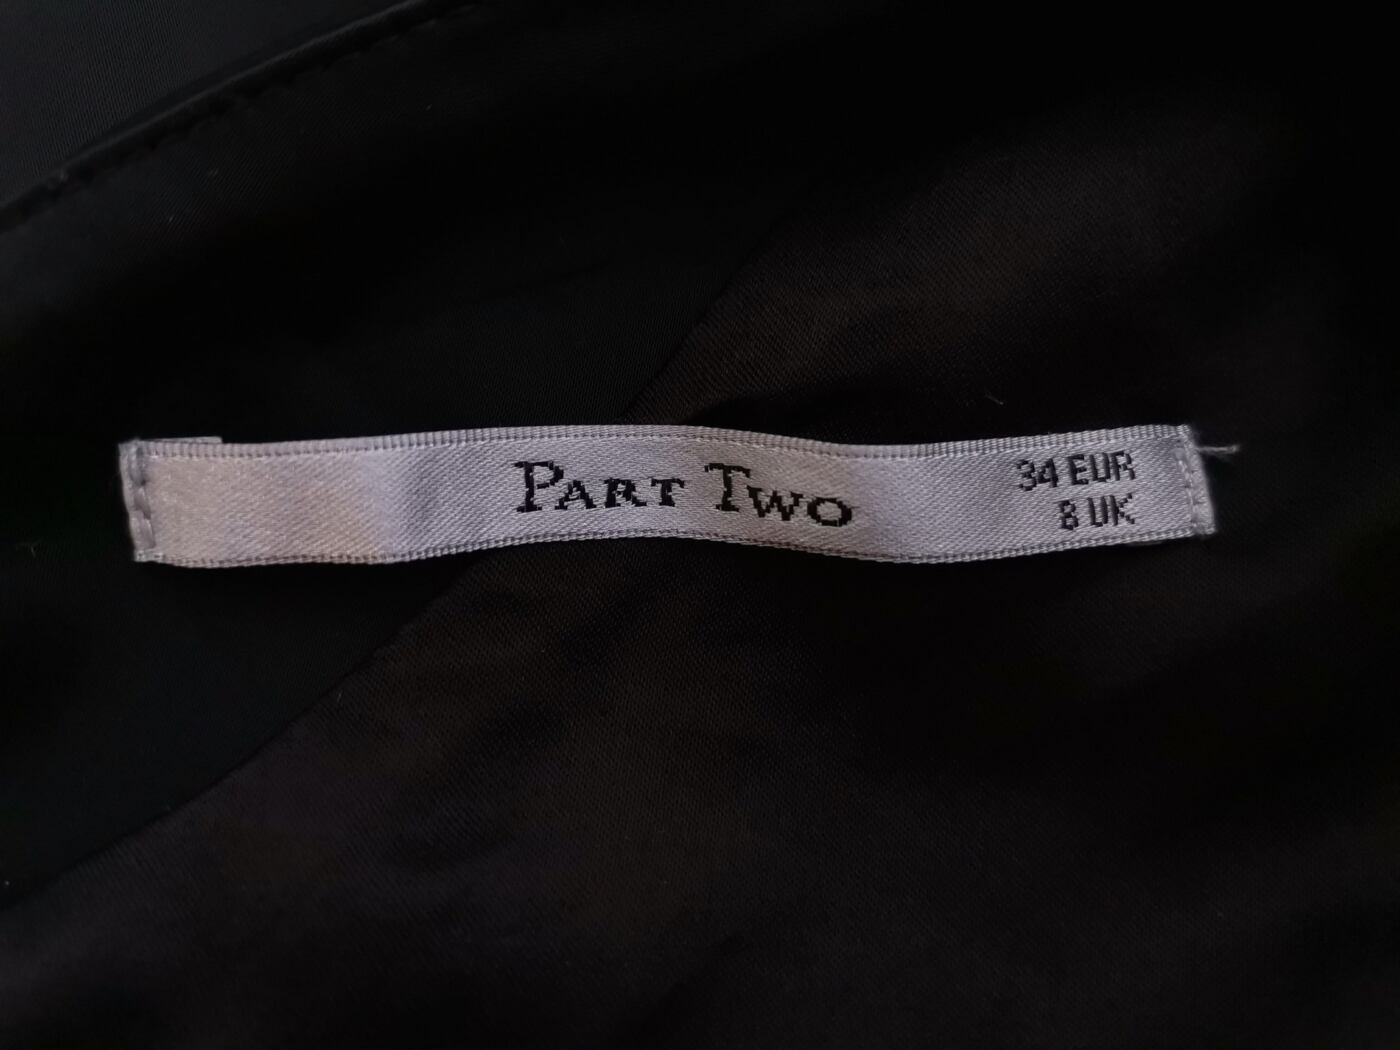 Part Two
34 EUR
8 UK